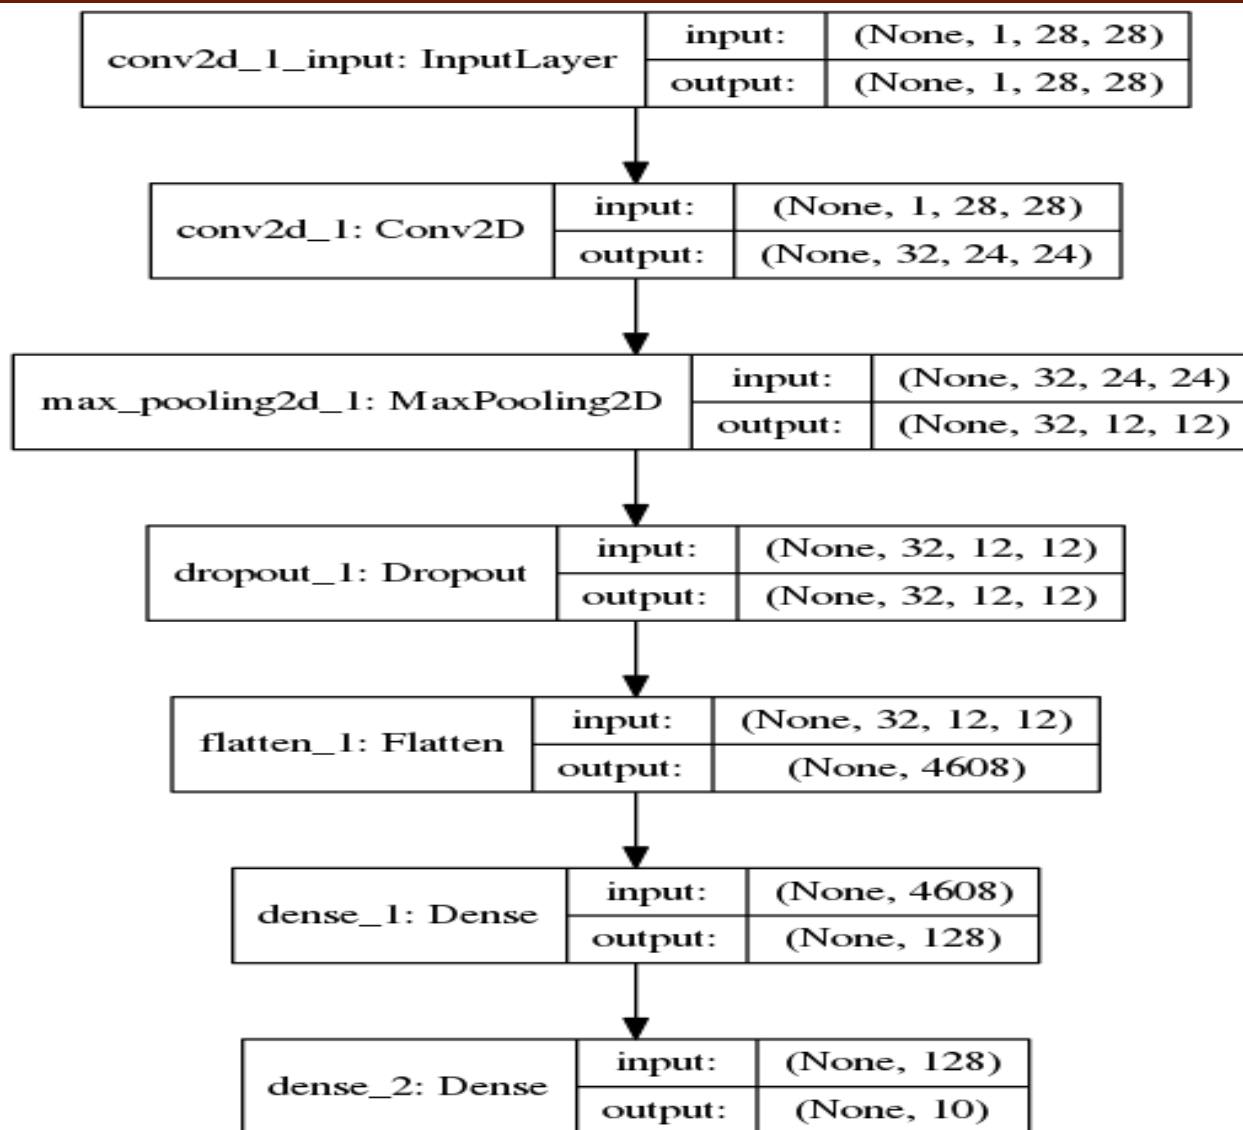 conv2d_1_input: InputLayer
input: (None, 1, 28, 28)
output: (None, 1, 28, 28)
conv2d_1: Conv2D
input: (None, 1, 28, 28)
output: (None, 32, 24, 24)
max_pooling2d_1: MaxPooling2D
input: (None, 32, 24, 24)
output: (None, 32, 12, 12)
dropout_1: Dropout
input: (None, 32, 12, 12)
output: (None, 32, 12, 12)
flatten_1: Flatten
input: (None, 32, 12, 12)
output: (None, 4608)
dense_1: Dense
input: (None, 4608)
output: (None, 128)
dense_2: Dense
input: (None, 128)
output: (None, 10)